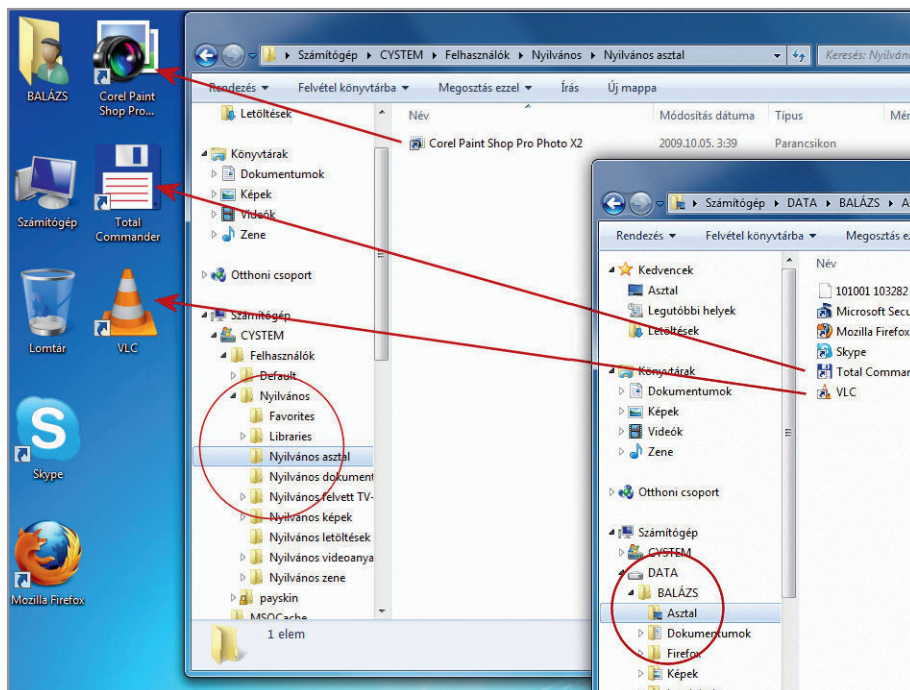 BALÁZS
Corel Paint
Shop Pro...
Számítógép
Total
Commander
Lomtár
VLC
Skype
Mozilla Firefox
Számítógép ▸ CYSTEM ▸ Felhasználók ▸ Nyilvános ▸ Nyilvános asztal
Keresés: Nyilváno
Rendezés Felvétel könyvtárba Megosztás ezzel Írás Új mappa
Letöltések
Könyvtárak
Dokumentumok
Képek
Videók
Zene
Otthoni csoport
Számítógép
CYSTEM
Felhasználók
Default
Nyilvános
Favorites
Libraries
Nyilvános asztal
Nyilvános dokument
Nyilvános felvett TV-
Nyilvános képek
Nyilvános letöltések
Nyilvános videoanya
Nyilvános zene
payskin
MSOCache
Név Módosítás dátuma Típus Mér
Corel Paint Shop Pro Photo X2 2009.10.05. 3:39 Parancsikon
1 elem
Számítógép ▸ DATA ▸ BALÁZS ▸ A
Rendezés Felvétel könyvtárba Megosztás ez
Kedvencek
Asztal
Legutóbbi helyek
Letöltések
Könyvtárak
Dokumentumok
Képek
Videók
Zene
Otthoni csoport
Számítógép
CYSTEM
DATA
BALÁZS
Asztal
Dokumentumok
Firefox
Képek
Név
101001 103282
Microsoft Secu
Mozilla Firefox
Skype
Total Comman
VLC